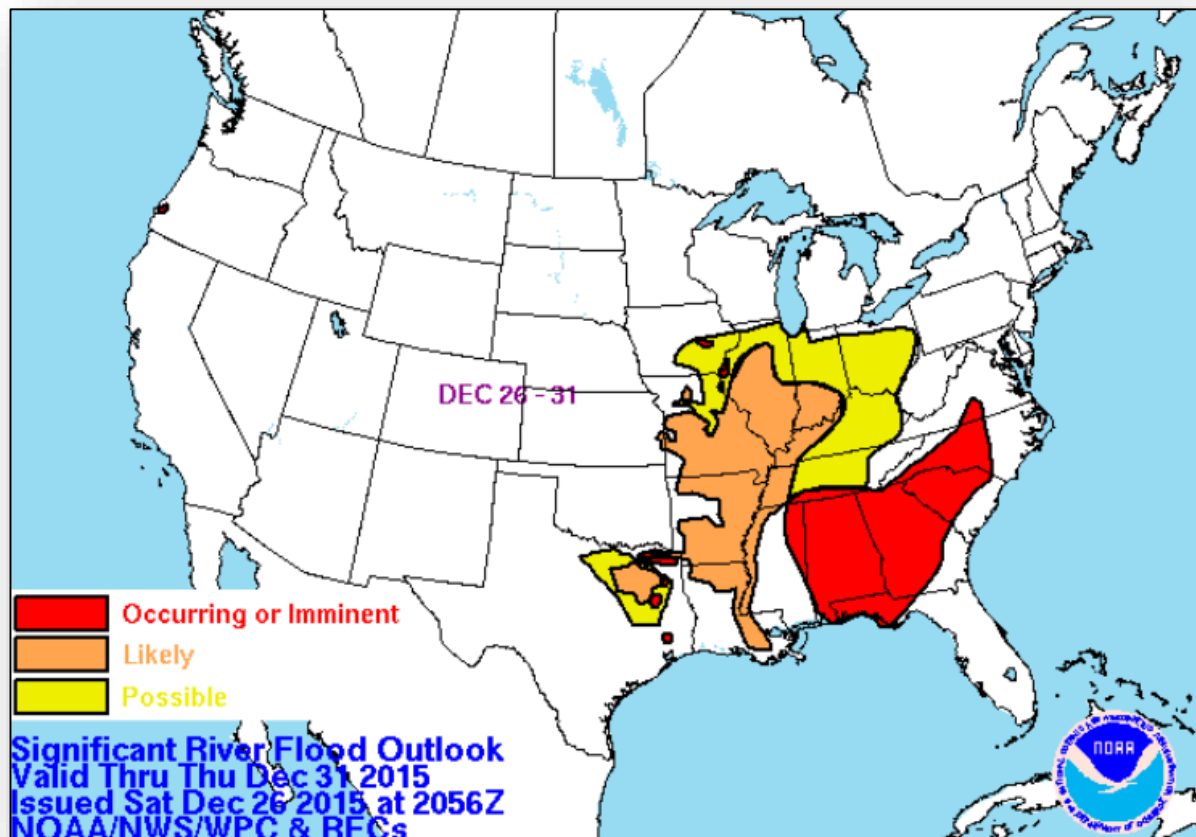 DEC 26 - 31
Occurring or Imminent
Likely
Possible
Significant River Flood Outlook
Valid Thru Thu Dec 31 2015
Issued Sat Dec 26 2015 at 2056Z
NOAA/NWS/WPC & RFCs
NOAA